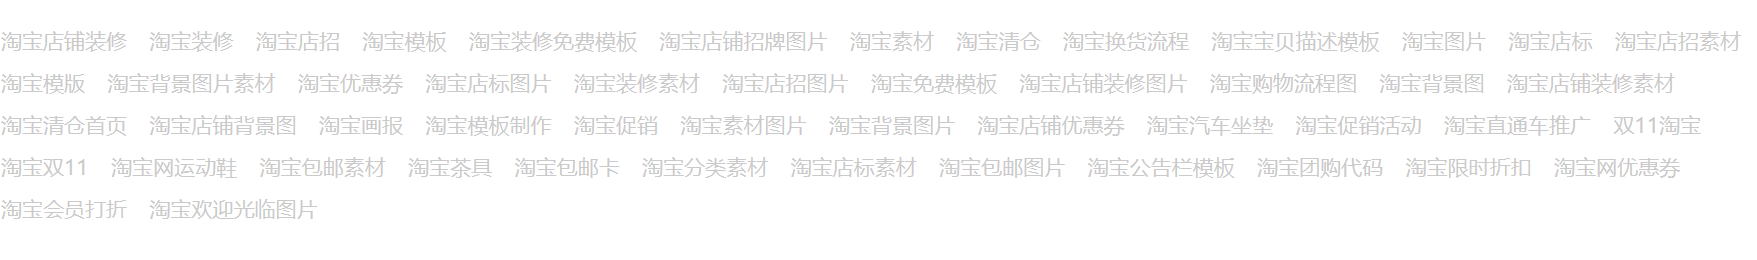 淘宝店铺装修 淘宝装修 淘宝店招 淘宝模板 淘宝装修免费模板 淘宝店铺招牌图片 淘宝素材 淘宝清仓 淘宝换货流程 淘宝宝贝描述模板 淘宝图片 淘宝店标 淘宝店招素材
淘宝模版 淘宝背景图片素材 淘宝优惠券 淘宝店标图片 淘宝装修素材 淘宝店招图片 淘宝免费模板 淘宝店铺装修图片 淘宝购物流程图 淘宝背景图 淘宝店铺装修素材
淘宝清仓首页 淘宝店铺背景图 淘宝画报 淘宝模板制作 淘宝促销 淘宝素材图片 淘宝背景图片 淘宝店铺优惠券 淘宝汽车坐垫 淘宝促销活动 淘宝直通车推广 双11淘宝
淘宝双11 淘宝网运动鞋 淘宝包邮素材 淘宝茶具 淘宝包邮卡 淘宝分类素材 淘宝店标素材 淘宝包邮图片 淘宝公告栏模板 淘宝团购代码 淘宝限时折扣 淘宝网优惠券
淘宝会员打折 淘宝欢迎光临图片